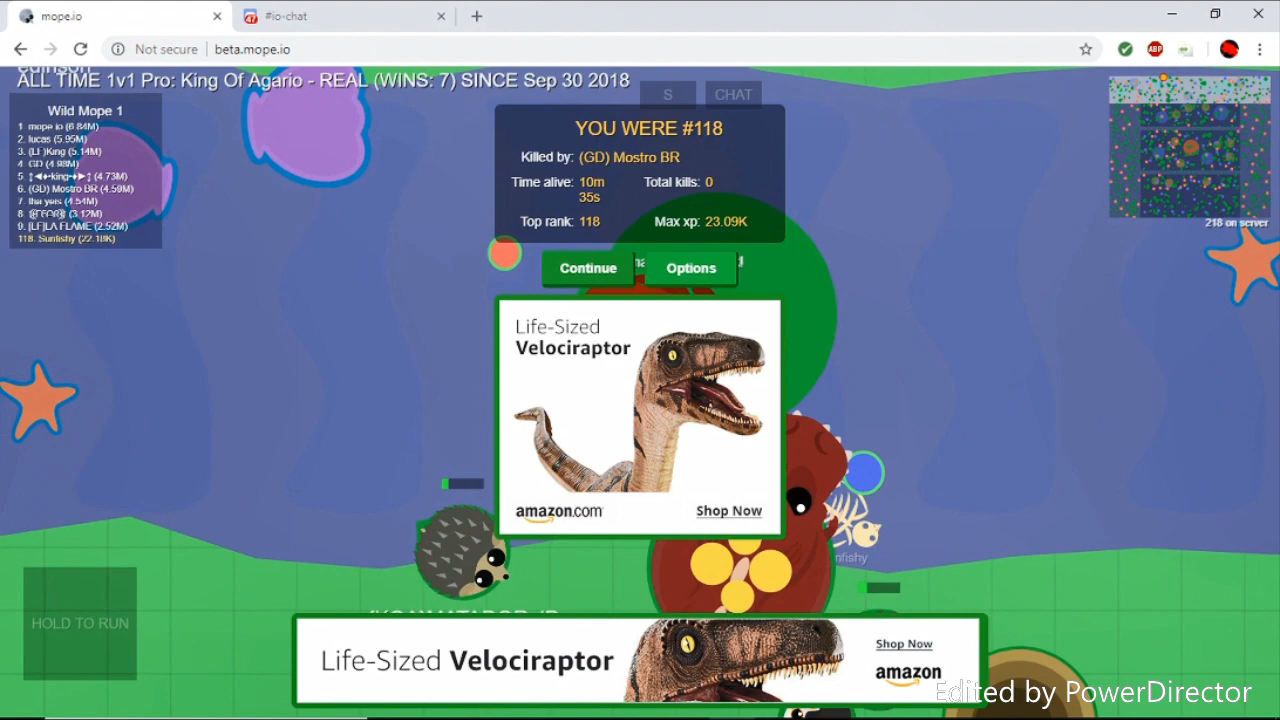 mope.io
47
#io-chat
Not secure
beta.mope.io
ABP
edinson
ALL TIME 1v1 Pro: King Of Agario - REAL (WINS: 7) SINCE Sep 30 2018
S
CHAT
Wild Mope 1
1. mope io (6.84M)
2. lucas (5.95M)
3. (LF)King (5.14M)
4. GD (4.98M)
6. (GD) Mostro BR (4.59M)
9. [LF]LA FLAME (2.52M)
118. Sunfishy (22.18K)
218 on server
YOU WERE #118
Killed by: (GD) Mostro BR
Time alive: 10m 35s
Total kills: 0
Top rank: 118
Max xp: 23.09K
Continue
Options
Life-Sized
Velociraptor
amazon.com
Shop Now
nfishy
HOLD TO RUN
Life-Sized Velociraptor
Shop Now
amazon
Edited by PowerDirector